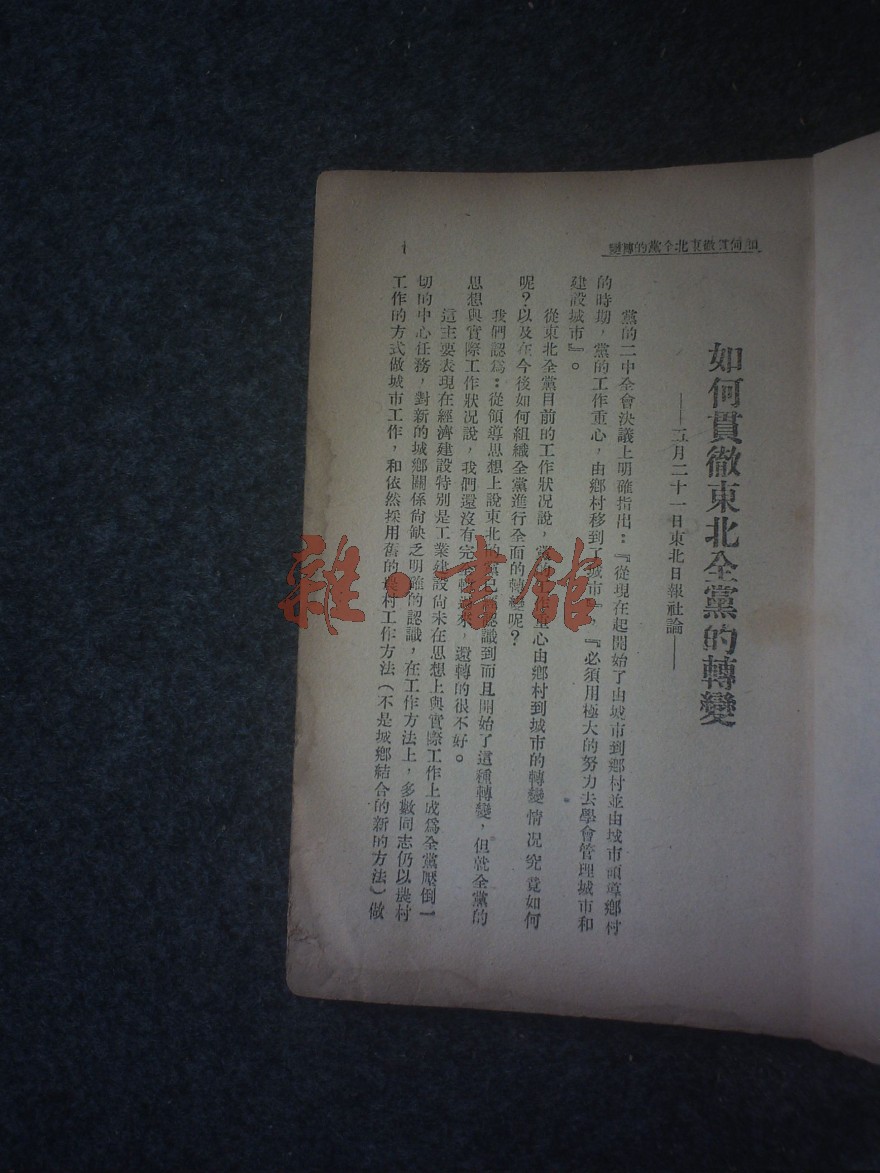 如何貫徹東北全黨的轉變
1
如何貫徹東北全黨的轉變
——五月二十一日東北日報社論——
黨的二中全會決議上明確指出：『從現在起開始了由城市到鄉村並由城市領導鄉村
的時期，黨的工作重心，由鄉村移到了城市』，『必須用極大的努力去學會管理城市和
建設城市』。
從東北全黨目前的工作狀况說，黨 重心由鄉村到城市的轉變情况究竟如何
呢？以及在今後如何組織全黨進行全面的轉變呢？
我們認爲：從領導思想上說東北的黨已 認識到而且開始了這種轉變，但就全黨的
思想與實際工作狀况說，我們還沒有完 來，還轉的很不好。
這主要表現在經濟建設特別是工業建設尙未在思想上與實際工作上成爲全黨壓倒一
切的中心任務，對新的城鄉關係尙缺乏明確的認識，在工作方法上，多數同志仍以農村
工作的方式做城市工作，和依然採用舊的農村工作方法（不是城鄉結合的新的方法）做
雜·書館